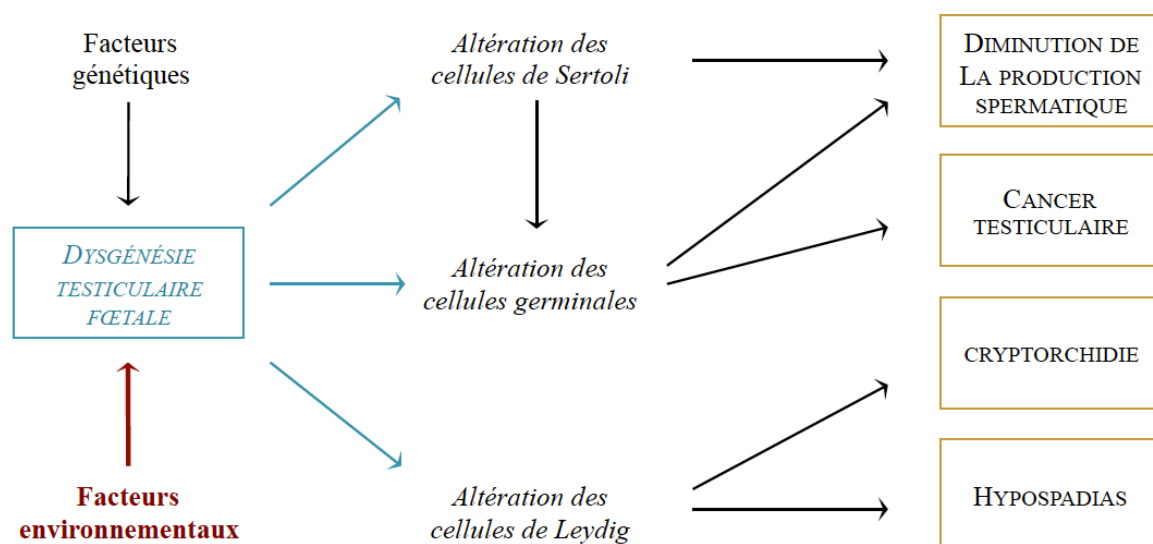 Facteurs
génétiques
DYSGÉNÉSIE
TESTICULAIRE
FŒTALE
Facteurs
environnementaux
Altération des
cellules de Sertoli
Altération des
cellules germinales
Altération des
cellules de Leydig
DIMINUTION DE
LA PRODUCTION
SPERMATIQUE
CANCER
TESTICULAIRE
CRYPTORCHIDIE
HYPOSPADIAS